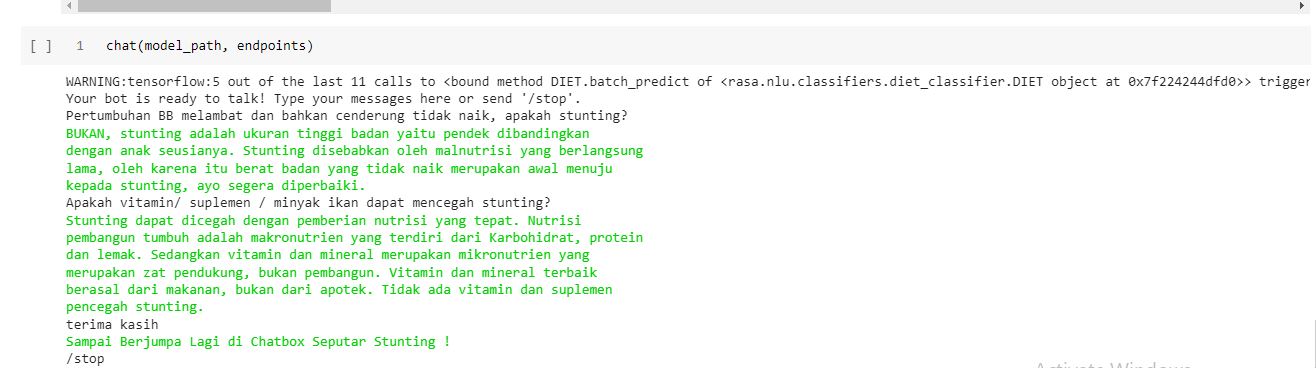 [ ] 1 chat(model_path, endpoints)
WARNING:tensorflow:5 out of the last 11 calls to <bound method DIET.batch_predict of <rasa.nlu.classifiers.diet_classifier.DIET object at 0x7f224244dfd0>> trigger
Your bot is ready to talk! Type your messages here or send '/stop'.
Pertumbuhan BB melambat dan bahkan cenderung tidak naik, apakah stunting?
BUKAN, stunting adalah ukuran tinggi badan yaitu pendek dibandingkan
dengan anak seusianya. Stunting disebabkan oleh malnutrisi yang berlangsung
lama, oleh karena itu berat badan yang tidak naik merupakan awal menuju
kepada stunting, ayo segera diperbaiki.
Apakah vitamin/ suplemen / minyak ikan dapat mencegah stunting?
Stunting dapat dicegah dengan pemberian nutrisi yang tepat. Nutrisi
pembangun tumbuh adalah makronutrien yang terdiri dari Karbohidrat, protein
dan lemak. Sedangkan vitamin dan mineral merupakan mikronutrien yang
merupakan zat pendukung, bukan pembangun. Vitamin dan mineral terbaik
berasal dari makanan, bukan dari apotek. Tidak ada vitamin dan suplemen
pencegah stunting.
terima kasih
Sampai Berjumpa Lagi di Chatbox Seputar Stunting !
/stop
Activate Windows